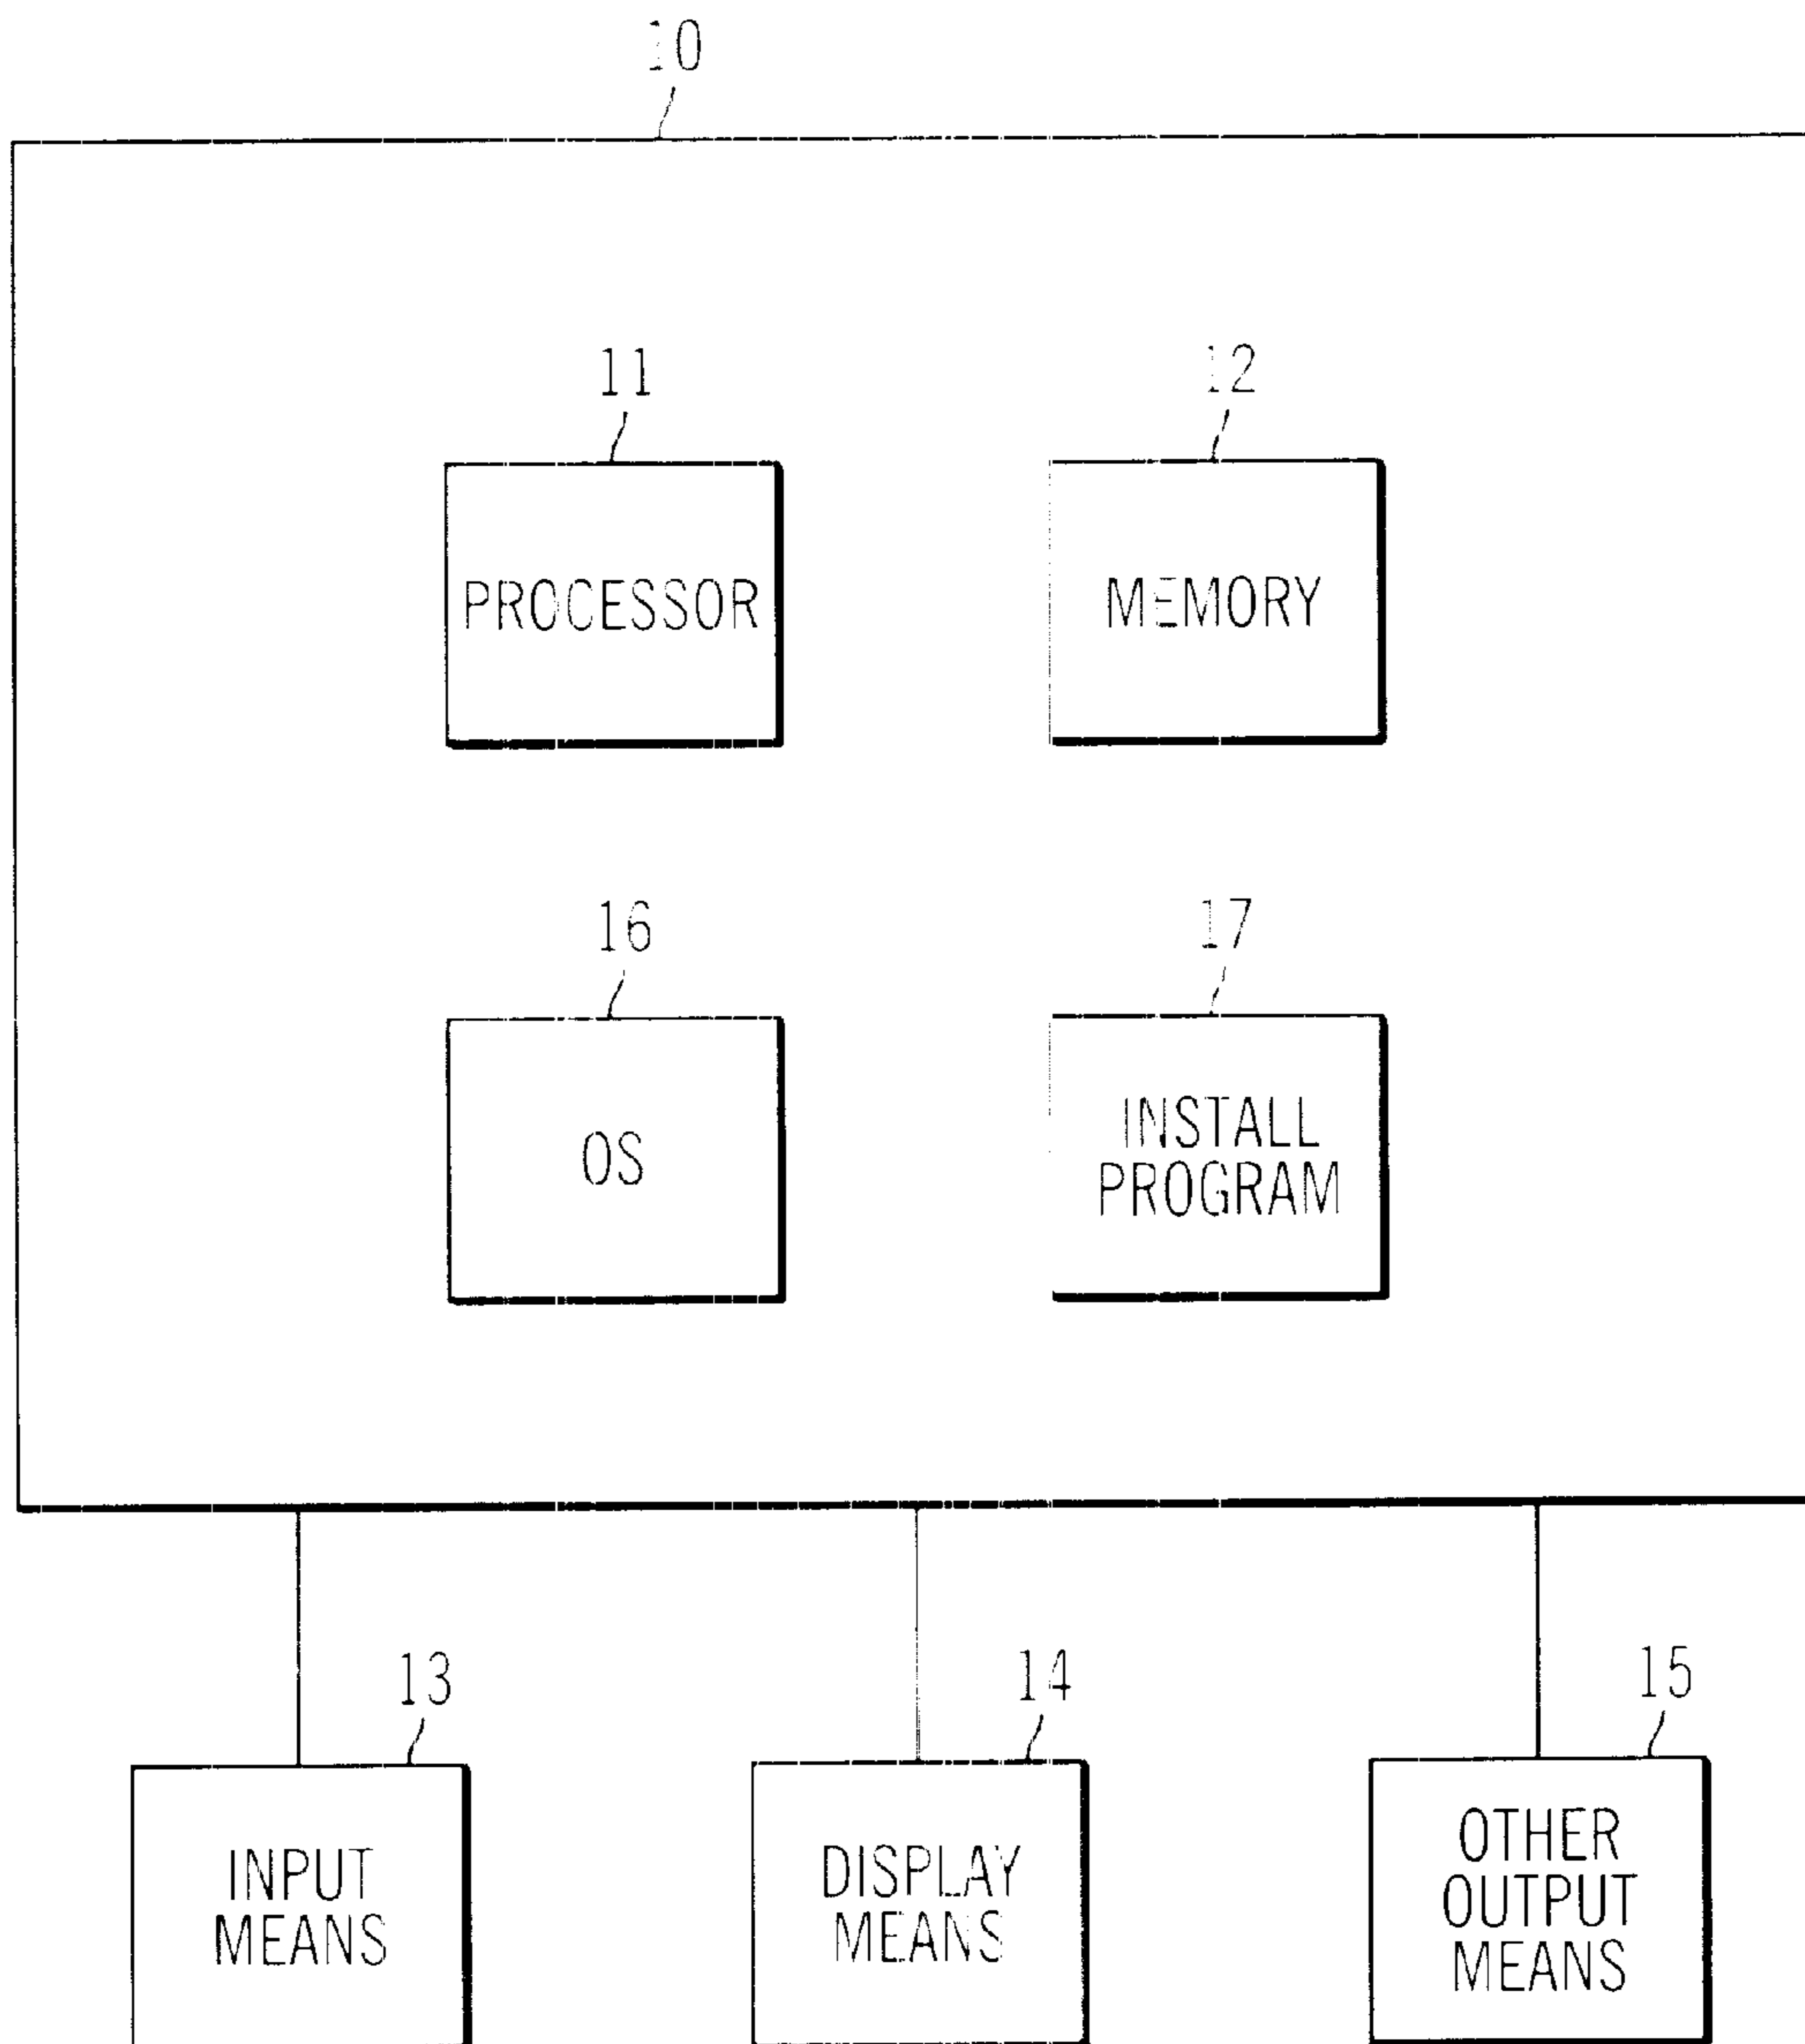 10
11
12
PROCESSOR
MEMORY
16
17
OS
INSTALL
PROGRAM
13
14
15
INPUT
MEANS
DISPLAY
MEANS
OTHER
OUTPUT
MEANS